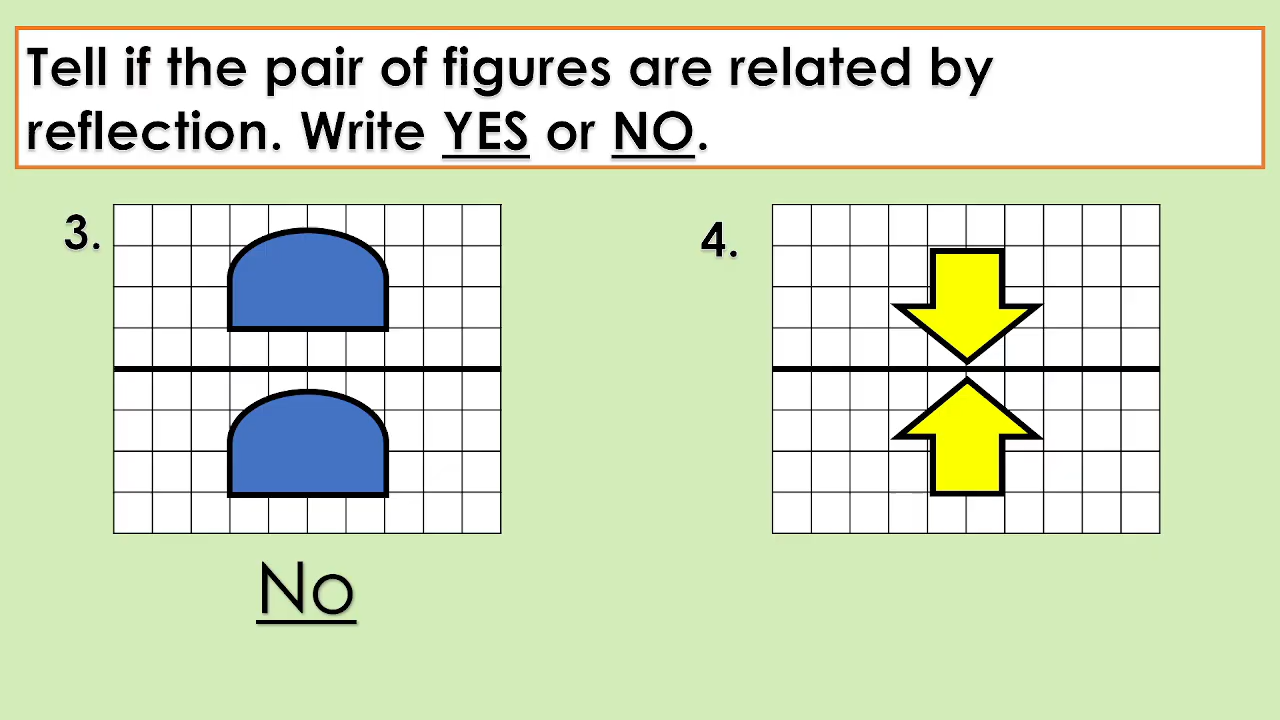 Tell if the pair of figures are related by
reflection. Write YES or NO.
3.
4.
No